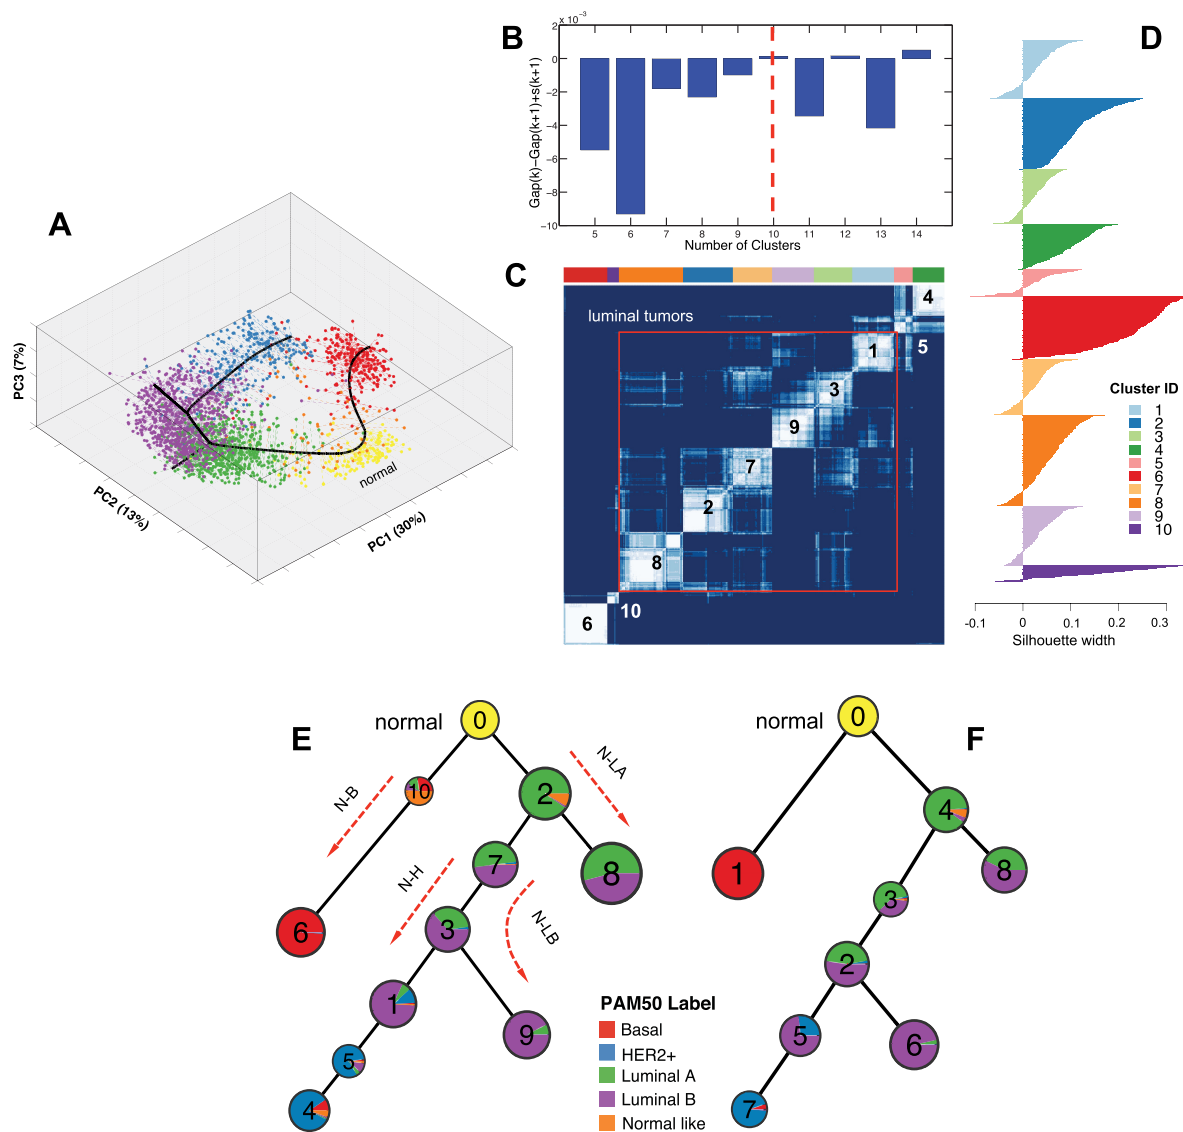 A
PC3 (7%)
PC2 (13%)
PC1 (30%)
normal
B
x 10⁻³
2
0
−2
−4
−6
−8
−10
Gap(k)−Gap(k+1)+s(k+1)
5 6 7 8 9 10 11 12 13 14
Number of Clusters
C
luminal tumors
4
5
1
3
9
7
2
8
10
6
D
Cluster ID
1
2
3
4
5
6
7
8
9
10
-0.1 0 0.1 0.2 0.3
Silhouette width
E
normal
0
10
2
N-B
N-LA
7
8
N-H
N-LB
6
3
1
9
5
4
PAM50 Label
Basal
HER2+
Luminal A
Luminal B
Normal like
F
normal
0
4
1
8
3
2
5
6
7